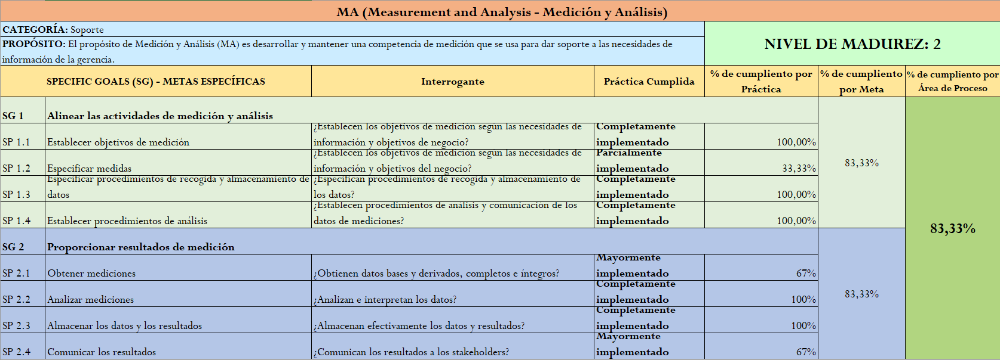 MA (Measurement and Analysis - Medición y Análisis)
CATEGORÍA: Soporte
PROPÓSITO: El propósito de Medición y Análisis (MA) es desarrollar y mantener una competencia de medición que se usa para dar soporte a las necesidades de
información de la gerencia.
NIVEL DE MADUREZ: 2
SPECIFIC GOALS (SG) - METAS ESPECÍFICAS
Interrogante
Práctica Cumplida
% de cumpliento por
Práctica
% de cumpliento
por Meta
% de cumpliento por
Área de Proceso
SG 1
Alinear las actividades de medición y análisis
83,33%
83,33%
SP 1.1
Establecer objetivos de medición
¿Establecen los objetivos de medición según las necesidades de
información y objetivos de negocio?
Completamente
implementado
100,00%
SP 1.2
Especificar medidas
¿Establecen los objetivos de medición según las necesidades de
información y objetivos del negocio?
Parcialmente
implementado
33,33%
SP 1.3
Especificar procedimientos de recogida y almacenamiento de
datos
¿Especifican procedimientos de recogida y almacenamiento de
los datos?
Completamente
implementado
100,00%
SP 1.4
Establecer procedimientos de análisis
¿Establecen procedimientos de análisis y comunicación de los
datos de mediciones?
Completamente
implementado
100,00%
SG 2
Proporcionar resultados de medición
83,33%
SP 2.1
Obtener mediciones
¿Obtienen datos bases y derivados, completos e íntegros?
Mayormente
implementado
67%
SP 2.2
Analizar mediciones
¿Analizan e interpretan los datos?
Completamente
implementado
100%
SP 2.3
Almacenar los datos y los resultados
¿Almacenan efectivamente los datos y resultados?
Completamente
implementado
100%
SP 2.4
Comunicar los resultados
¿Comunican los resultados a los stakeholders?
Mayormente
implementado
67%